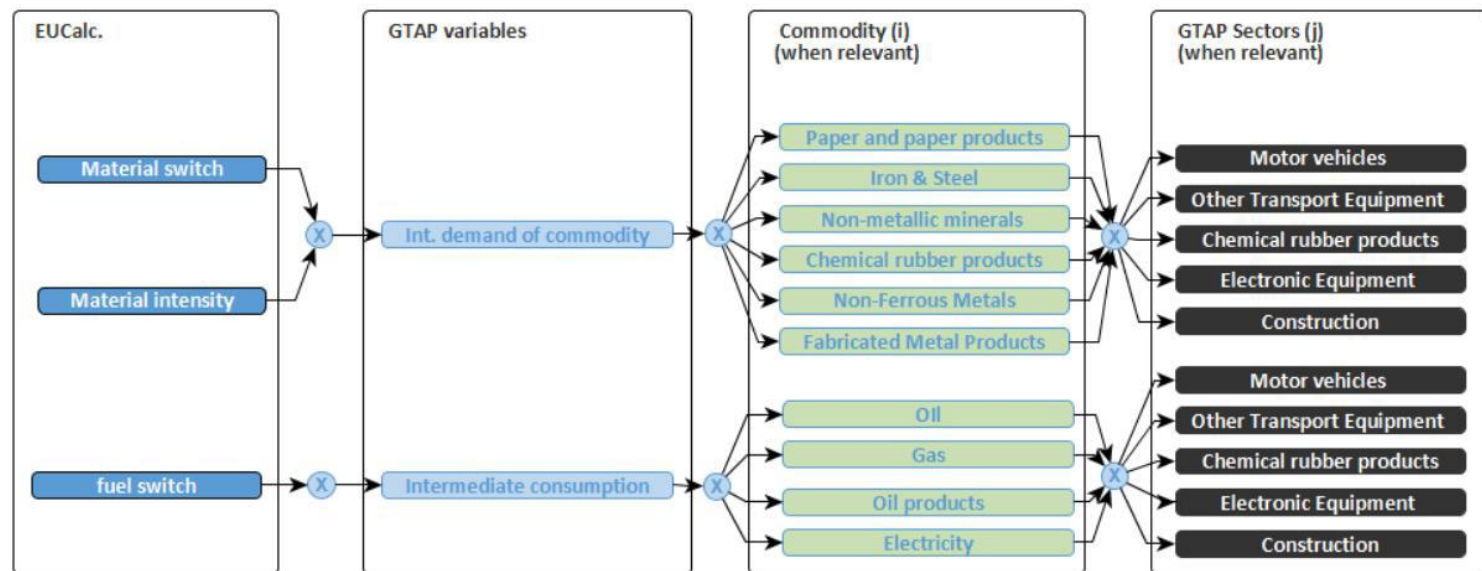 EUCalc.
Material switch
Material intensity
fuel switch
X
X
GTAP variables
Int. demand of commodity
Intermediate consumption
X
X
Commodity (i)
(when relevant)
Paper and paper products
Iron & Steel
Non-metallic minerals
Chemical rubber products
Non-Ferrous Metals
Fabricated Metal Products
OIl
Gas
Oil products
Electricity
X
X
GTAP Sectors (j)
(when relevant)
Motor vehicles
Other Transport Equipment
Chemical rubber products
Electronic Equipment
Construction
Motor vehicles
Other Transport Equipment
Chemical rubber products
Electronic Equipment
Construction